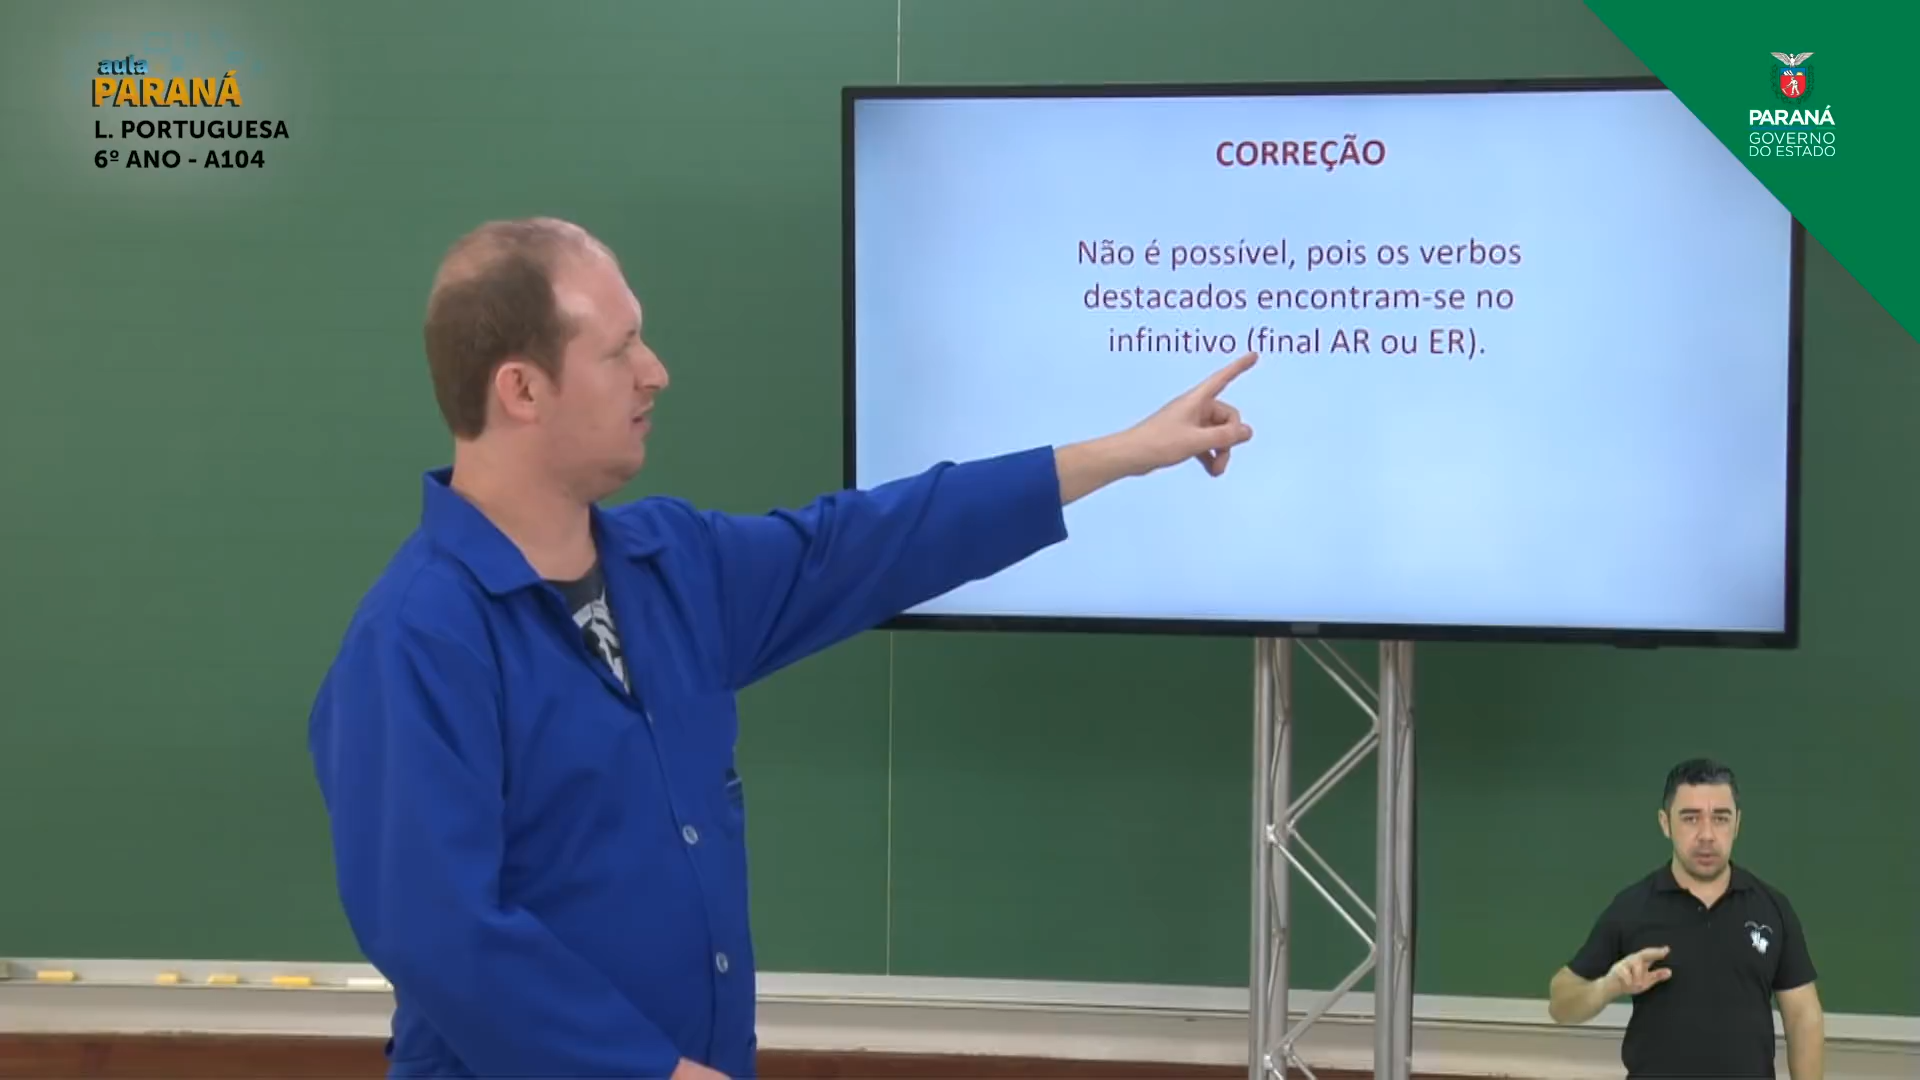 aula
PARANÁ
L. PORTUGUESA
6º ANO - A104
CORREÇÃO
Não é possível, pois os verbos
destacados encontram-se no
infinitivo (final AR ou ER).
PARANÁ
GOVERNO
DO ESTADO